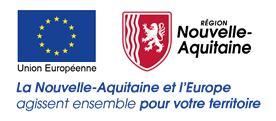 RÉGION
Nouvelle-
Aquitaine
Union Européenne
La Nouvelle-Aquitaine et l'Europe
agissent ensemble pour votre territoire